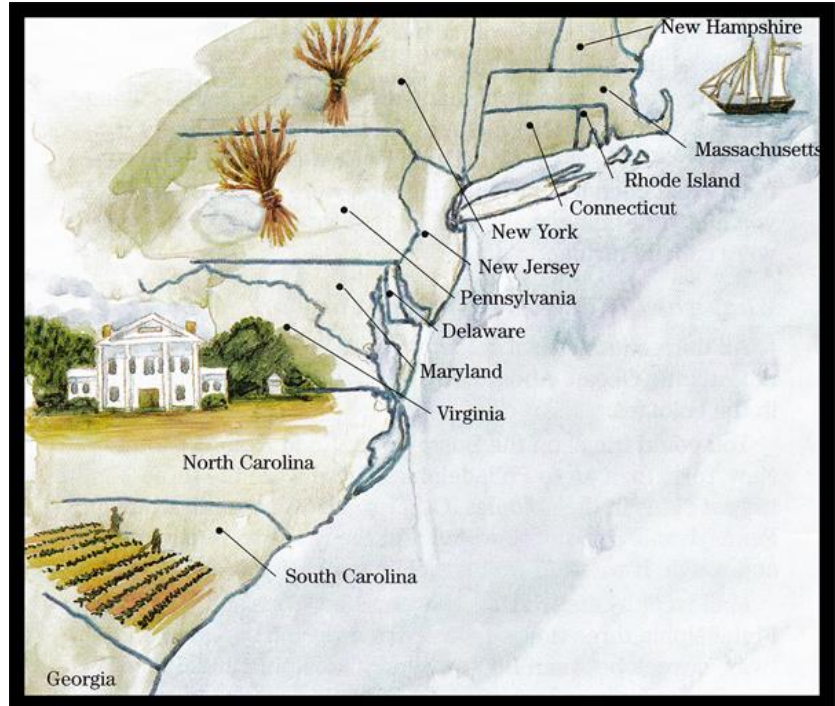 New Hampshire
Massachusetts
Rhode Island
Connecticut
New York
New Jersey
Pennsylvania
Delaware
Maryland
Virginia
North Carolina
South Carolina
Georgia